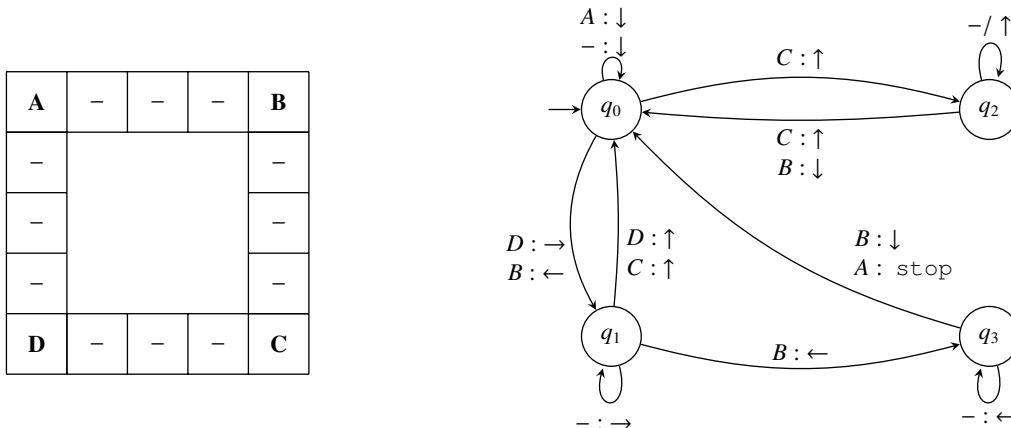 A – – – B
– –
– –
– –
D – – – C
A : ↓
– : ↓
q0
C : ↑
– / ↑
q2
C : ↑
B : ↓
D : →
B : ←
D : ↑
C : ↑
B : ↓
A : stop
q1
B : ←
q3
– : →
– : ←